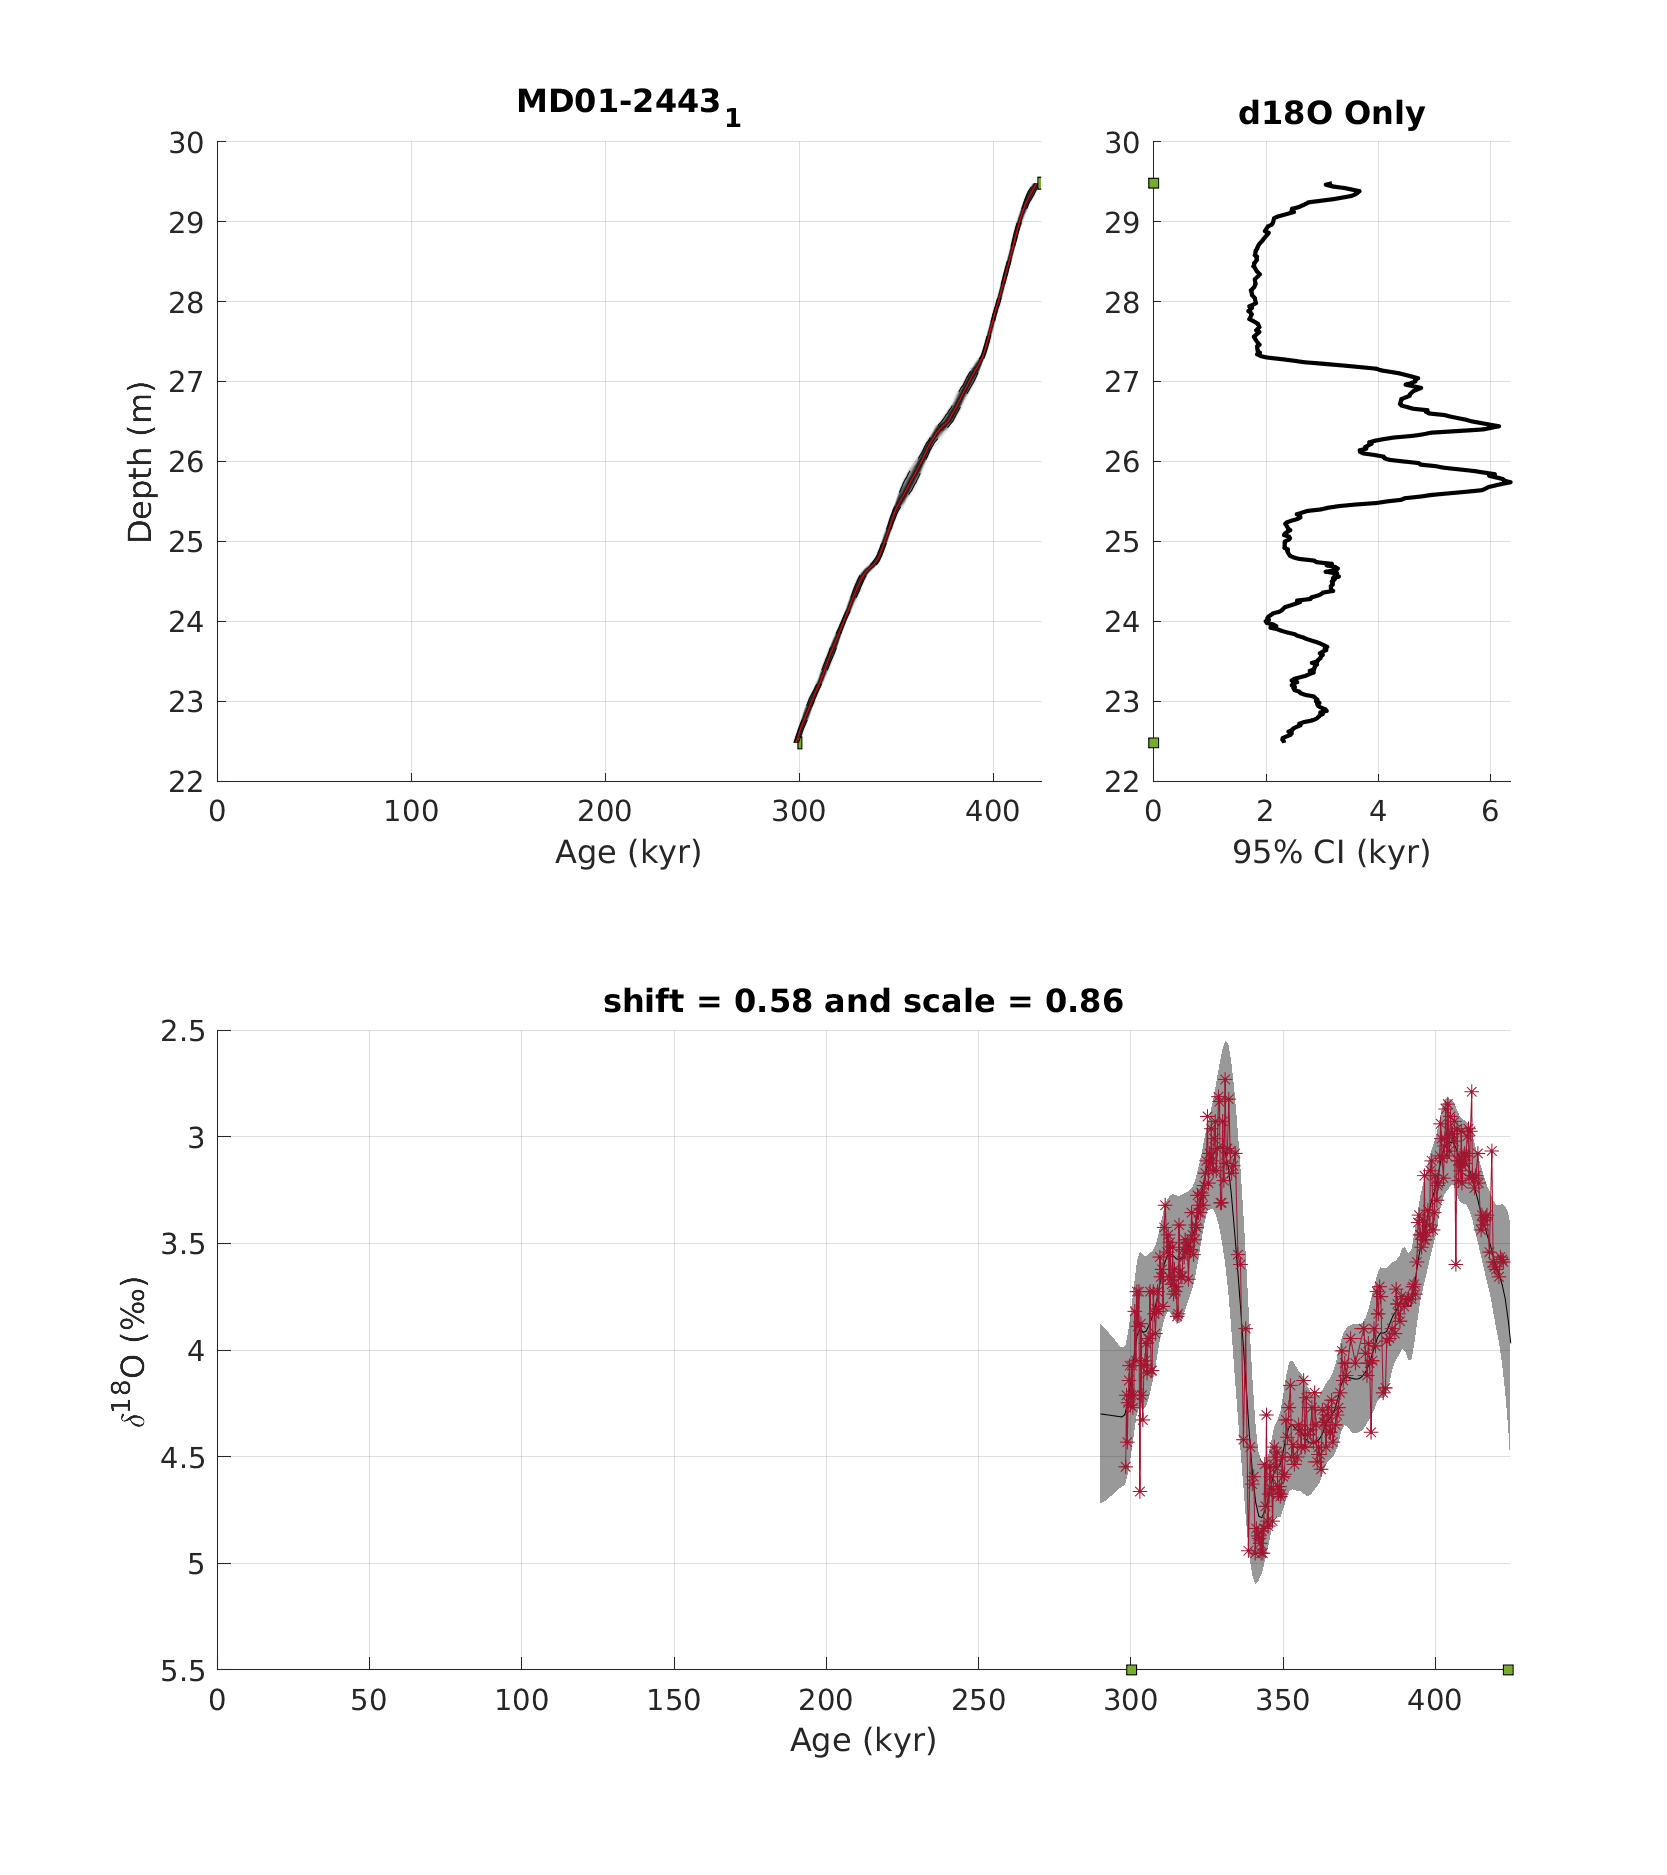 MD01-2443₁
30
29
28
27
26
25
24
23
22
Depth (m)
0 100 200 300 400
Age (kyr)
d18O Only
30
29
28
27
26
25
24
23
22
0 2 4 6
95% CI (kyr)
shift = 0.58 and scale = 0.86
2.5
3
3.5
4
4.5
5
5.5
δ¹⁸O (‰)
0 50 100 150 200 250 300 350 400
Age (kyr)